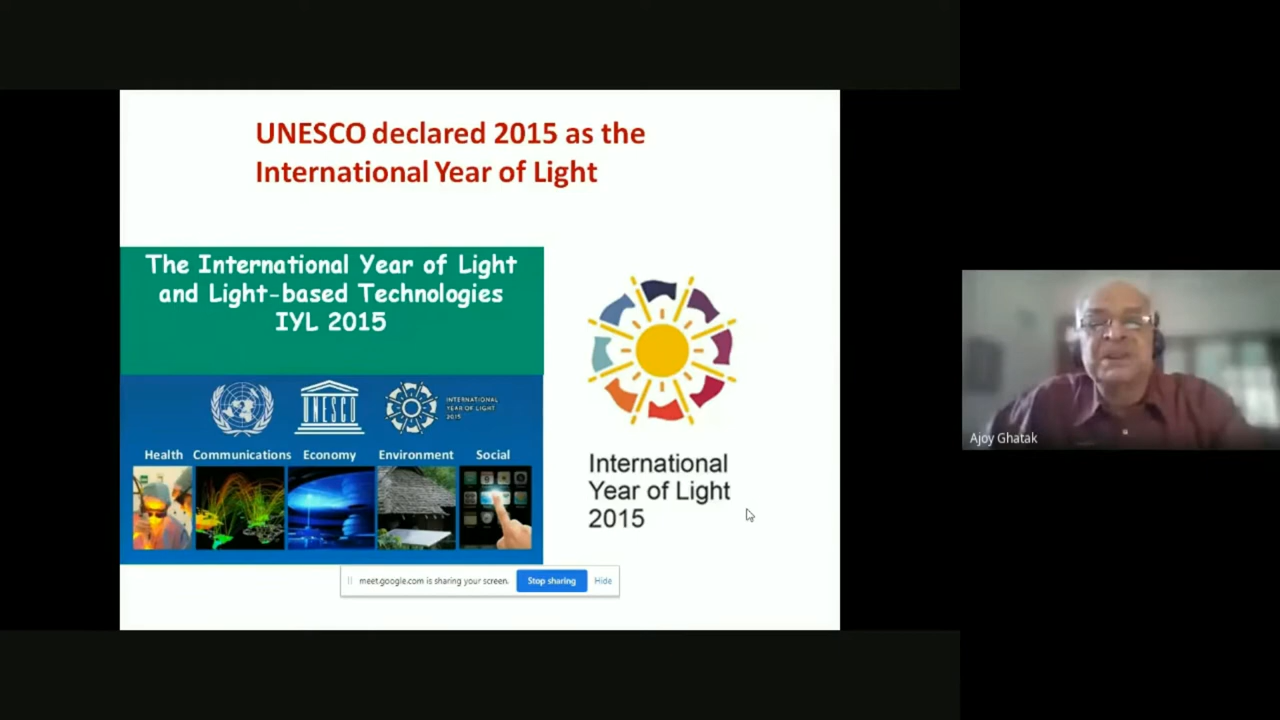 UNESCO declared 2015 as the
International Year of Light
The International Year of Light
and Light-based Technologies
IYL 2015
UNESCO
INTERNATIONAL
YEAR OF LIGHT
2015
Health Communications Economy Environment Social
International
Year of Light
2015
meet.google.com is sharing your screen. Stop sharing Hide
Ajoy Ghatak